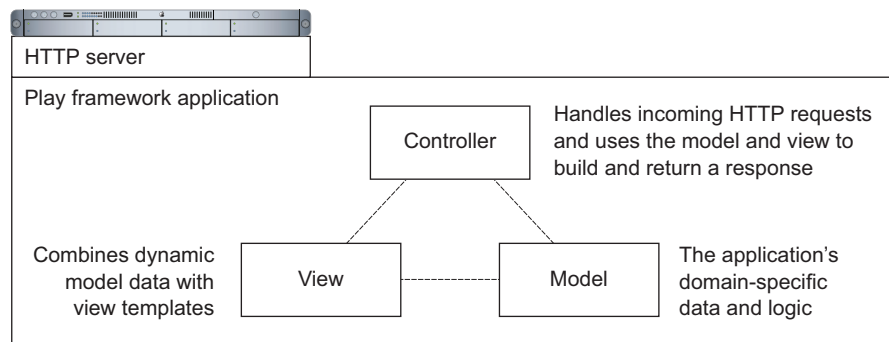 HTTP server
Play framework application
Controller
Handles incoming HTTP requests
and uses the model and view to
build and return a response
Combines dynamic
model data with
view templates
View
Model
The application’s
domain-specific
data and logic